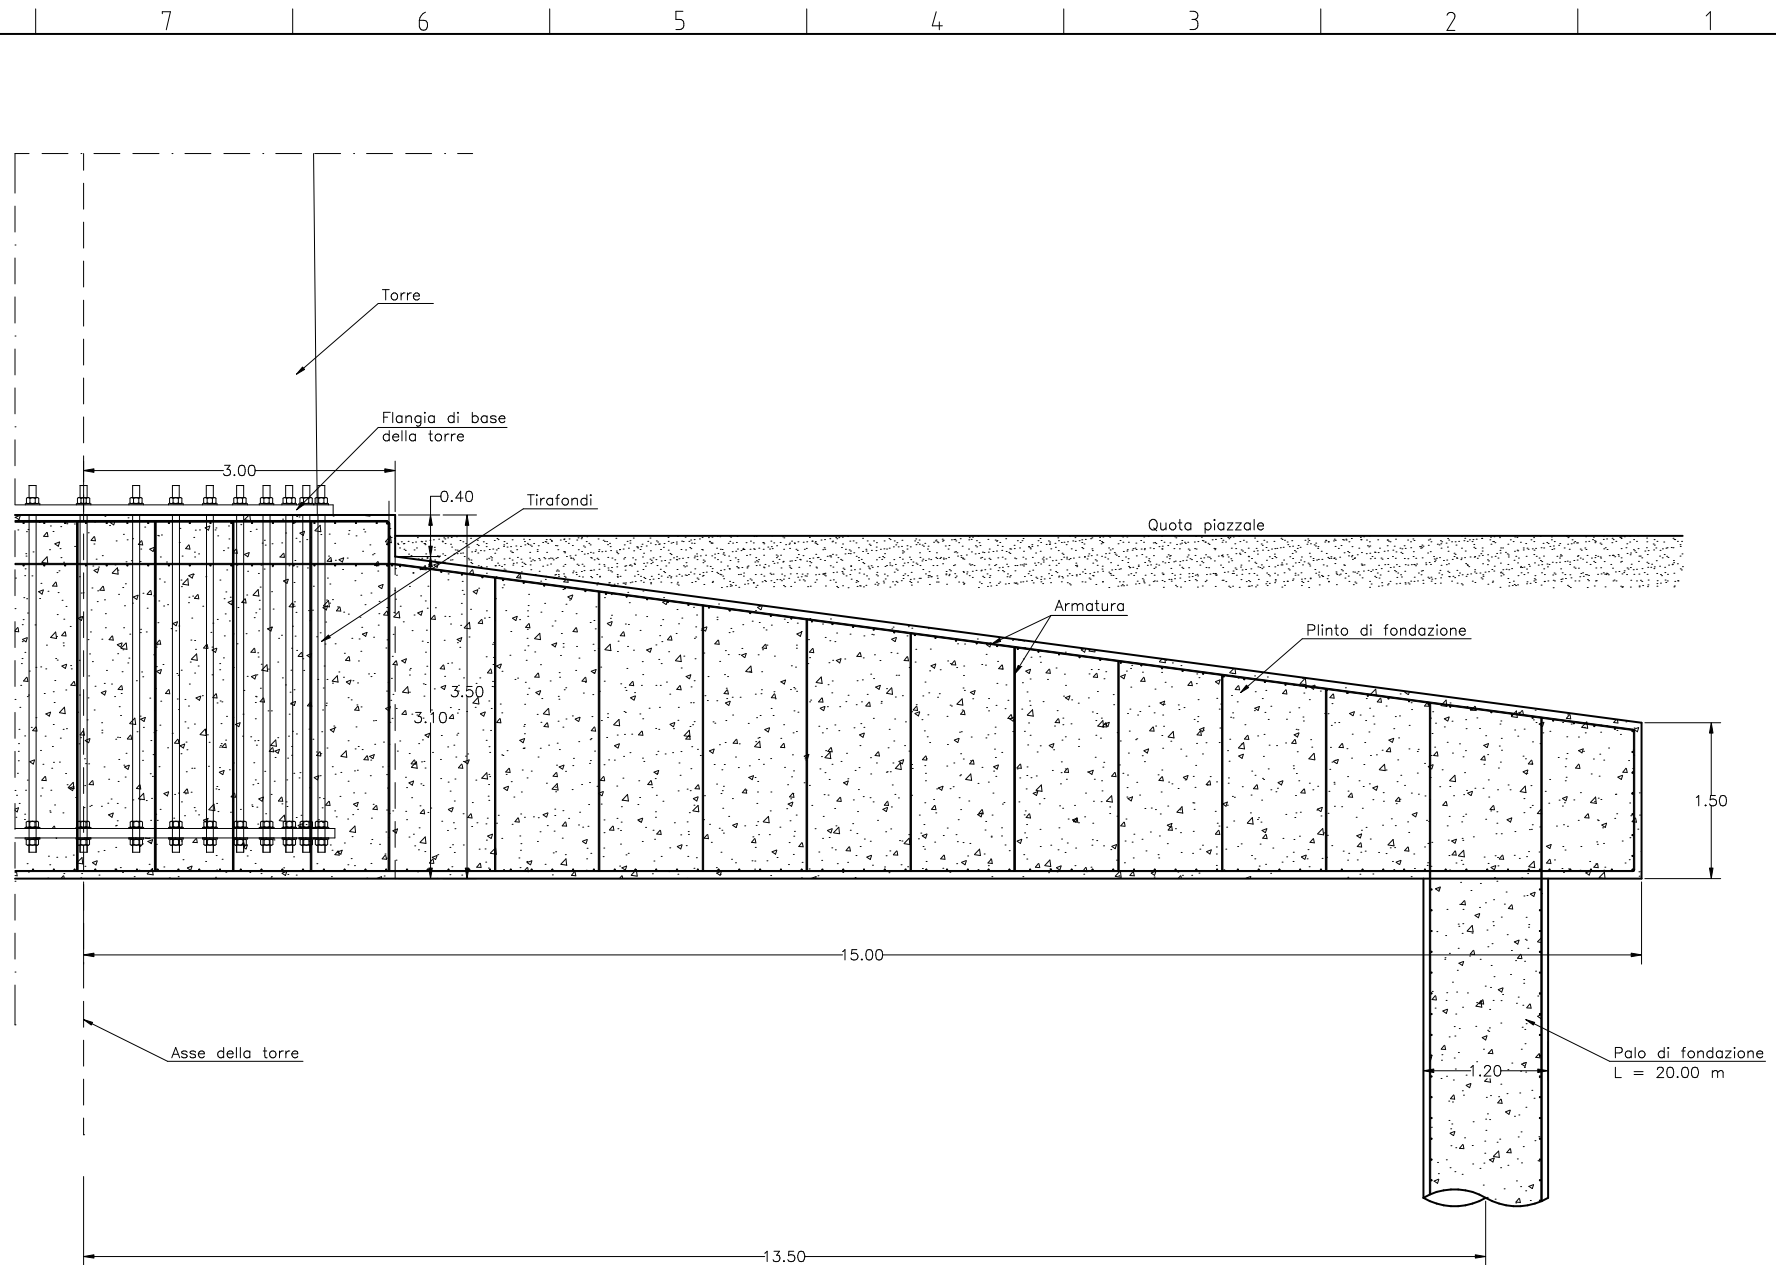 7 6 5 4 3 2 1
Torre
Flangia di base
della torre
3.00
0.40
Tirafondi
Quota piazzale
Armatura
Plinto di fondazione
3.50
3.10
1.50
15.00
Asse della torre
Palo di fondazione
L = 20.00 m
1.20
13.50